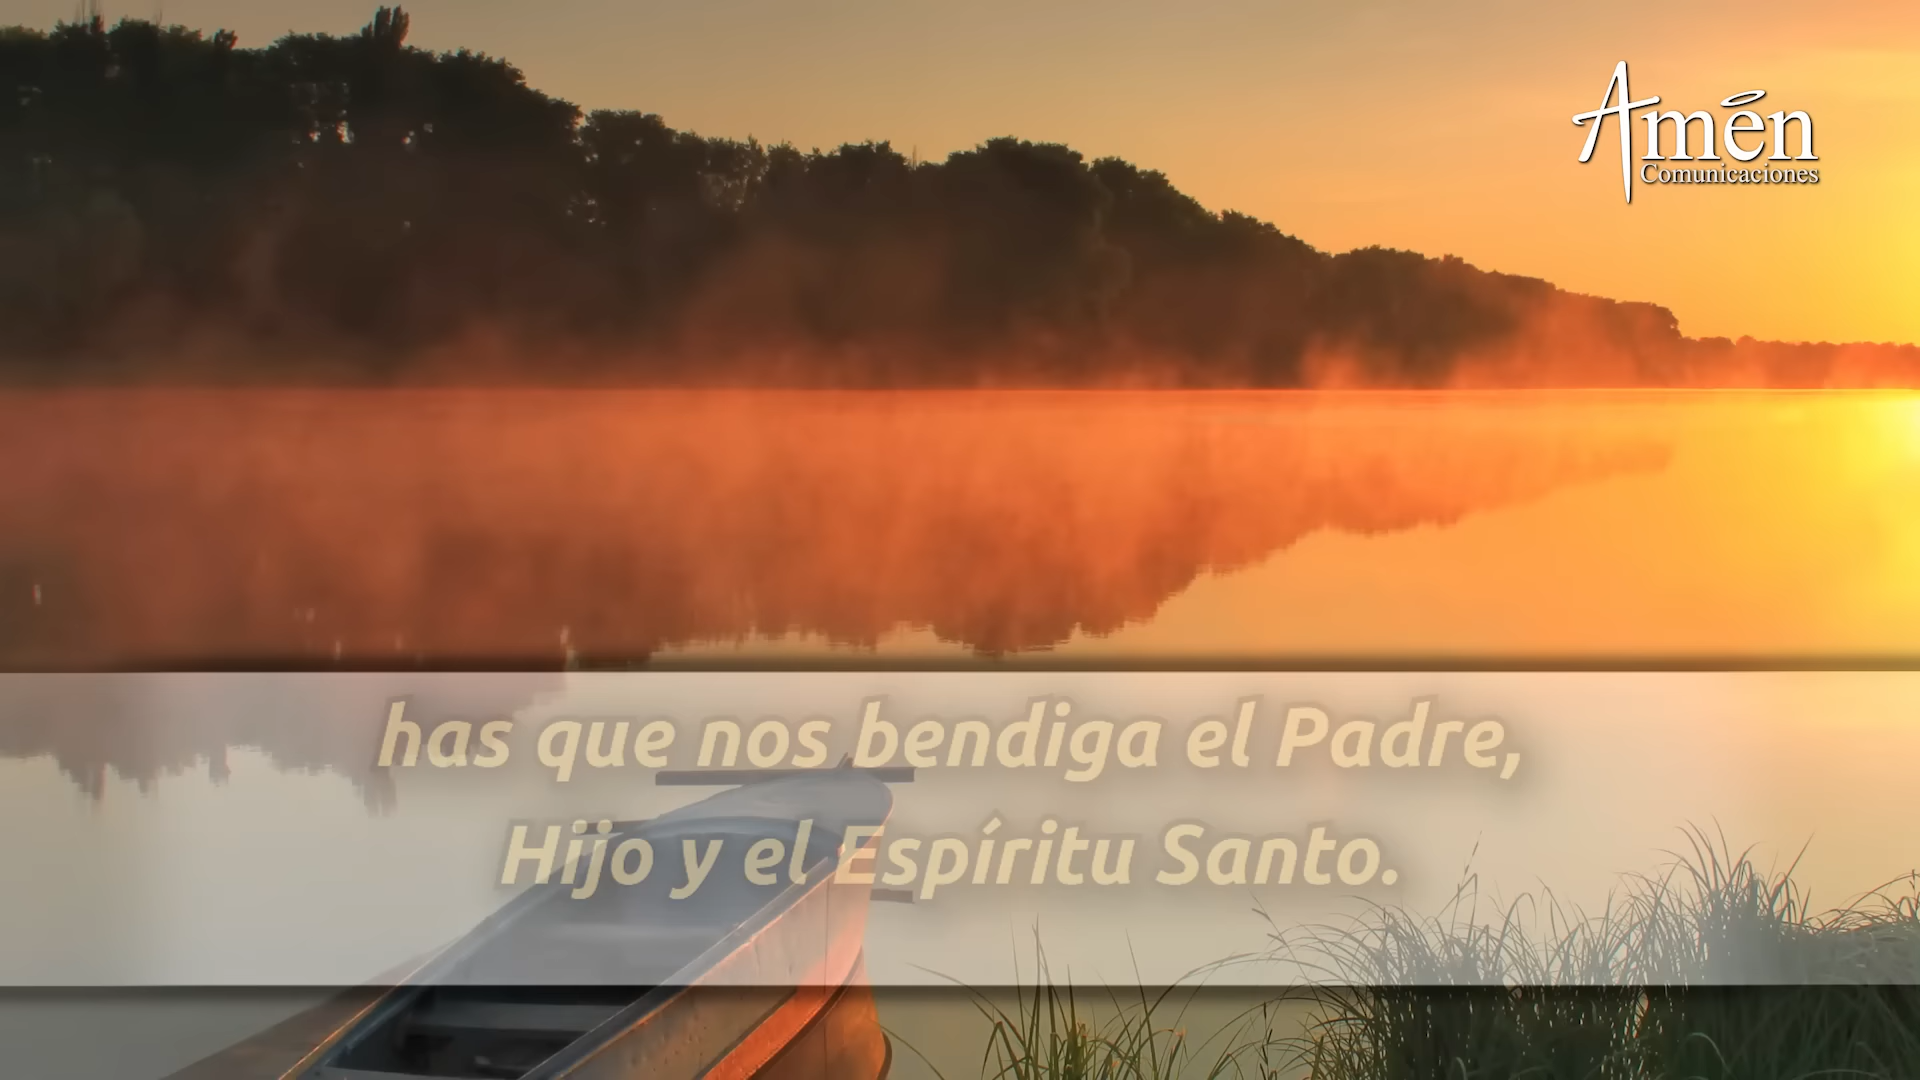 Amén
Comunicaciones
has que nos bendiga el Padre,
Hijo y el Espíritu Santo.